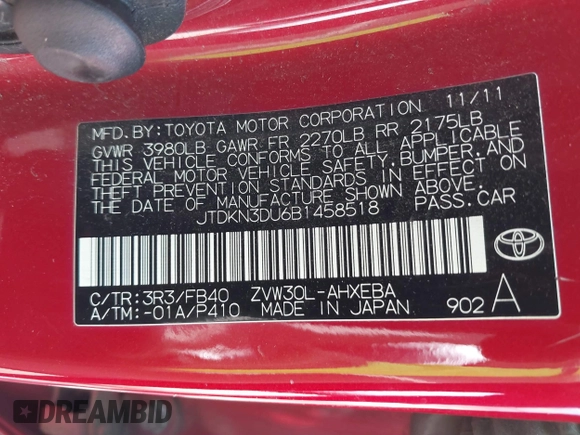 MFD. BY: TOYOTA MOTOR CORPORATION 11/11
GVWR 3980LB GAWR FR 2270LB RR 2175LB
THIS VEHICLE CONFORMS TO ALL APPLICABLE
FEDERAL MOTOR VEHICLE SAFETY, BUMPER, AND
THEFT PREVENTION STANDARDS IN EFFECT ON
THE DATE OF MANUFACTURE SHOWN ABOVE.
JTDKN3DU6B1458518 PASS. CAR
C/TR: 3R3/FB40 ZVW30L-AHXEBA
A/TM: -01A/P410 MADE IN JAPAN 902 A
DREAMBID